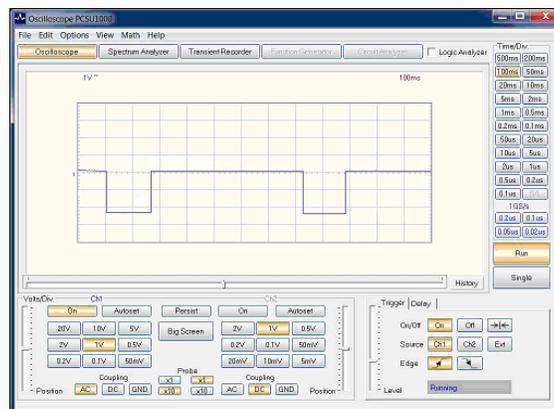 Oscilloscope PCSU1000
File Edit Options View Math Help
Oscilloscope Spectrum Analyzer Transient Recorder Function Generator Circuit Analyzer Logic Analyzer
1V ~ 100ms
1
Time/Div.
500ms 200ms
100ms 50ms
20ms 10ms
5ms 2ms
1ms 0.5ms
0.2ms 0.1ms
50us 20us
10us 5us
2us 1us
0.5us 0.2us
0.1us
1GS/s
0.2us 0.1us
0.05us 0.02us
Run
Single
History
Volts/Div. Ch1 Ch2
On Autoset Persist On Autoset
20V 10V 5V Big Screen 2V 1V 0.5V
2V 1V 0.5V 0.2V 0.1V 50mV
0.2V 0.1V 50mV 20mV 10mV 5mV
Coupling Probe Coupling
x1 x1
Position AC DC GND x10 x10 AC DC GND Position
Trigger Delay
On/Off On Off
Source Ch1 Ch2 Ext
Edge
Level Running